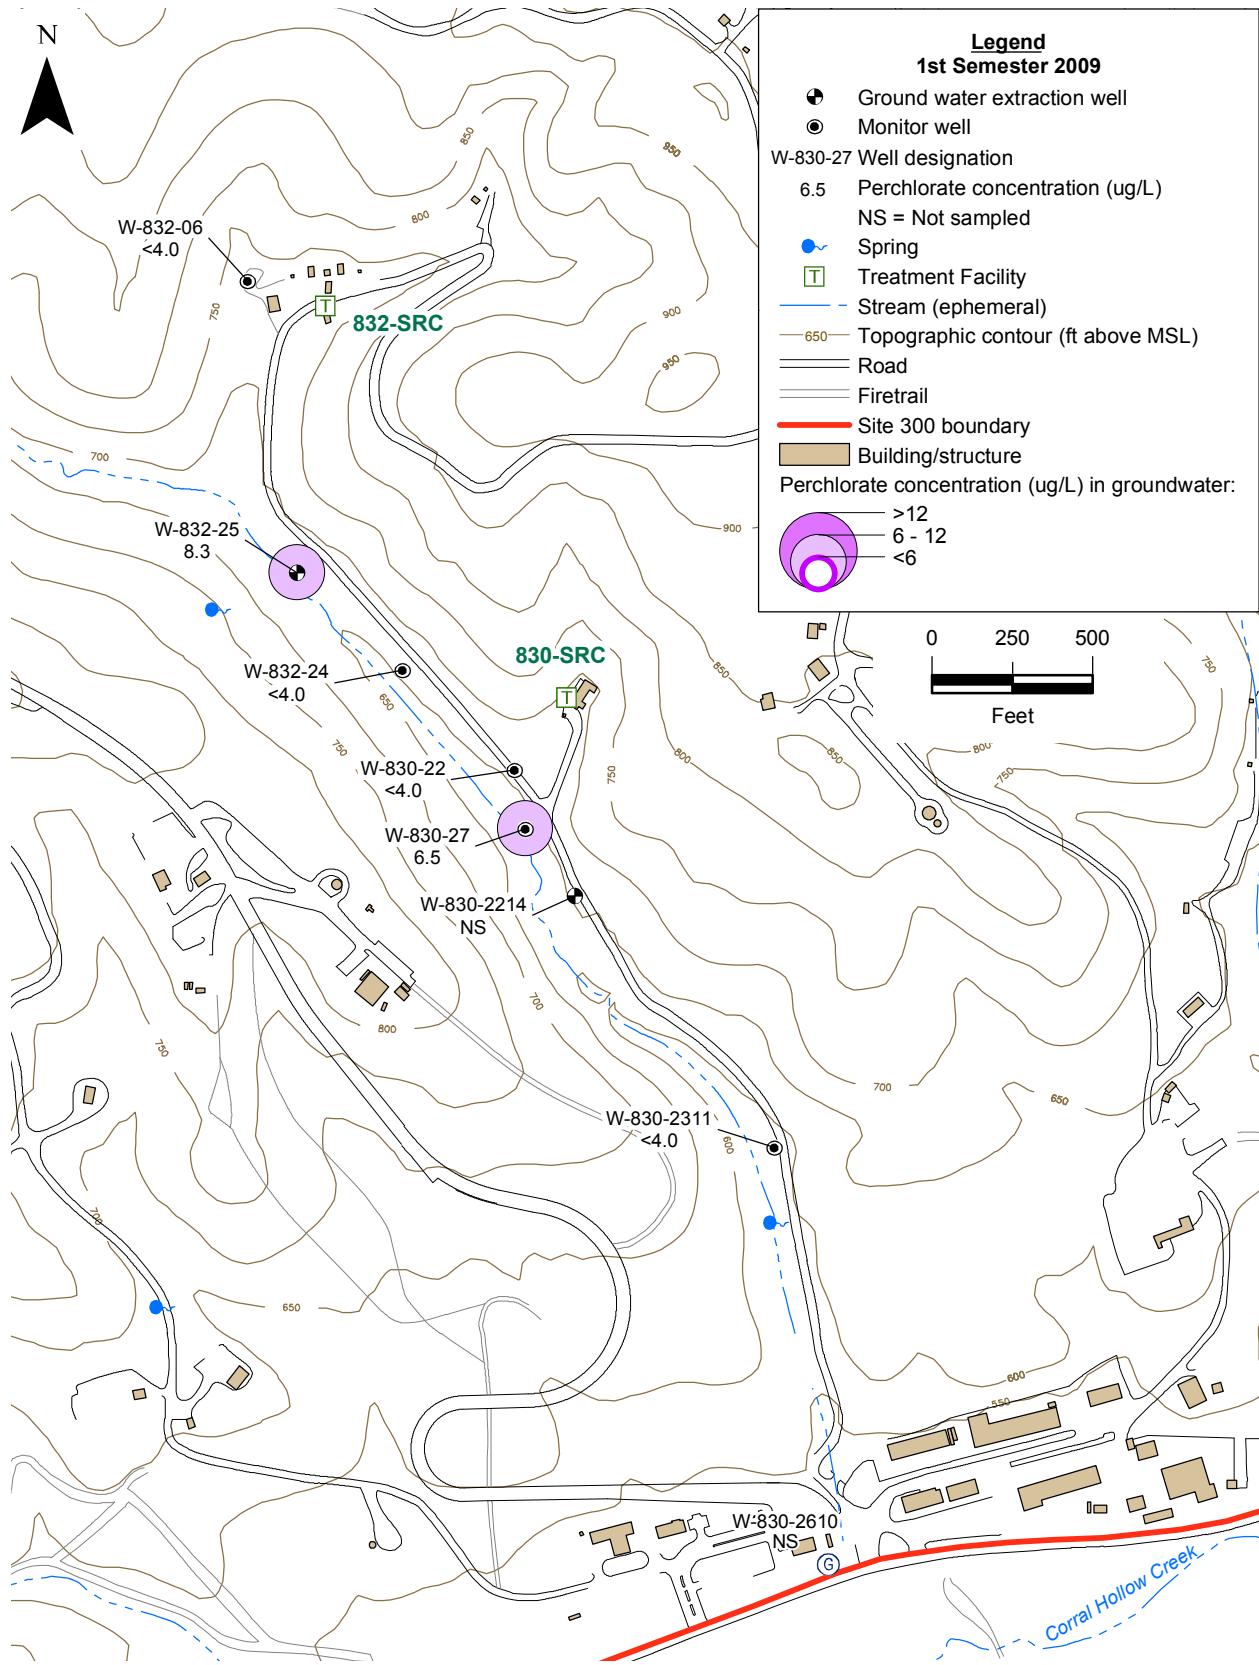 N
Legend
1st Semester 2009
Ground water extraction well
Monitor well
W-830-27 Well designation
6.5 Perchlorate concentration (ug/L)
NS = Not sampled
Spring
T Treatment Facility
Stream (ephemeral)
650 Topographic contour (ft above MSL)
Road
Firetrail
Site 300 boundary
Building/structure
Perchlorate concentration (ug/L) in groundwater:
>12
6 - 12
<6
0 250 500
Feet
850
950
800
W-832-06
<4.0
750
T
832-SRC
900
950
700
900
W-832-25
8.3
830-SRC
T
W-832-24
<4.0
650
850
750
750
800
850
800
750
750
W-830-22
<4.0
W-830-27
6.5
W-830-2214
NS
700
800
750
700
650
W-830-2311
<4.0
600
700
650
600
550
W-830-2610
NS
G
Corral Hollow Creek